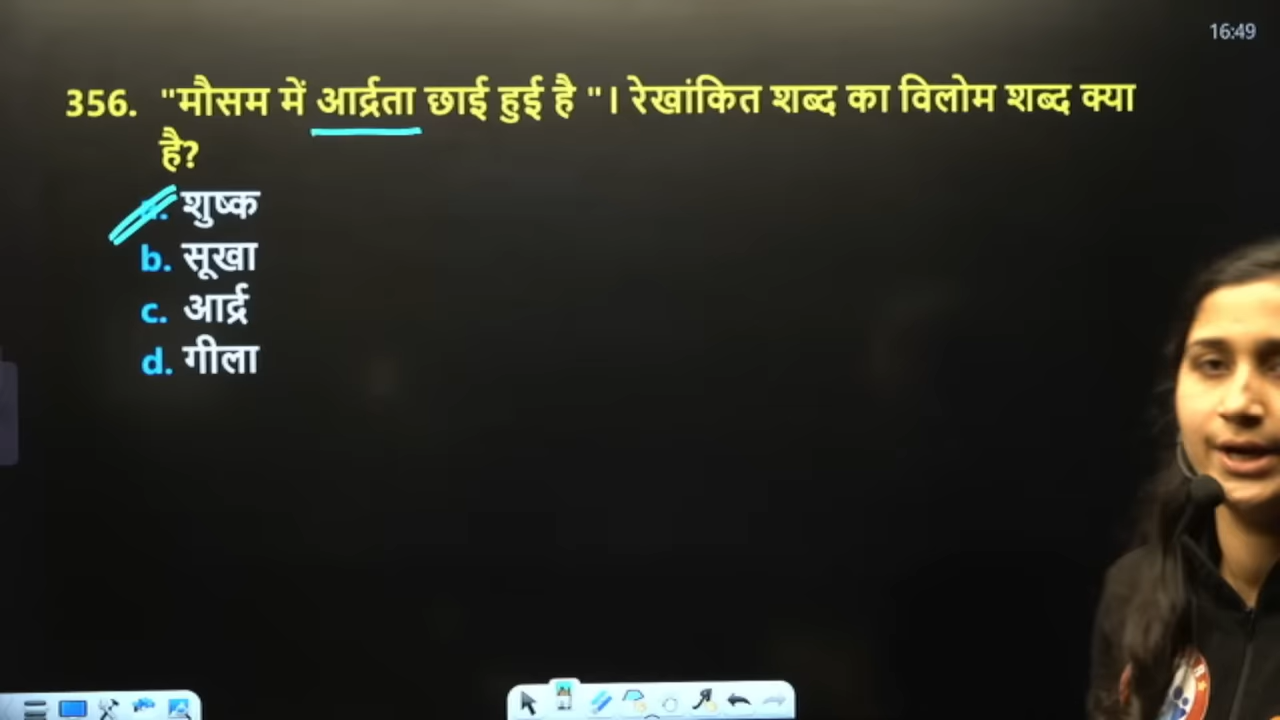 16:49
356. "मौसम में आर्द्रता छाई हुई है "। रेखांकित शब्द का विलोम शब्द क्या
है?
a. शुष्क
b. सूखा
c. आर्द्र
d. गीला